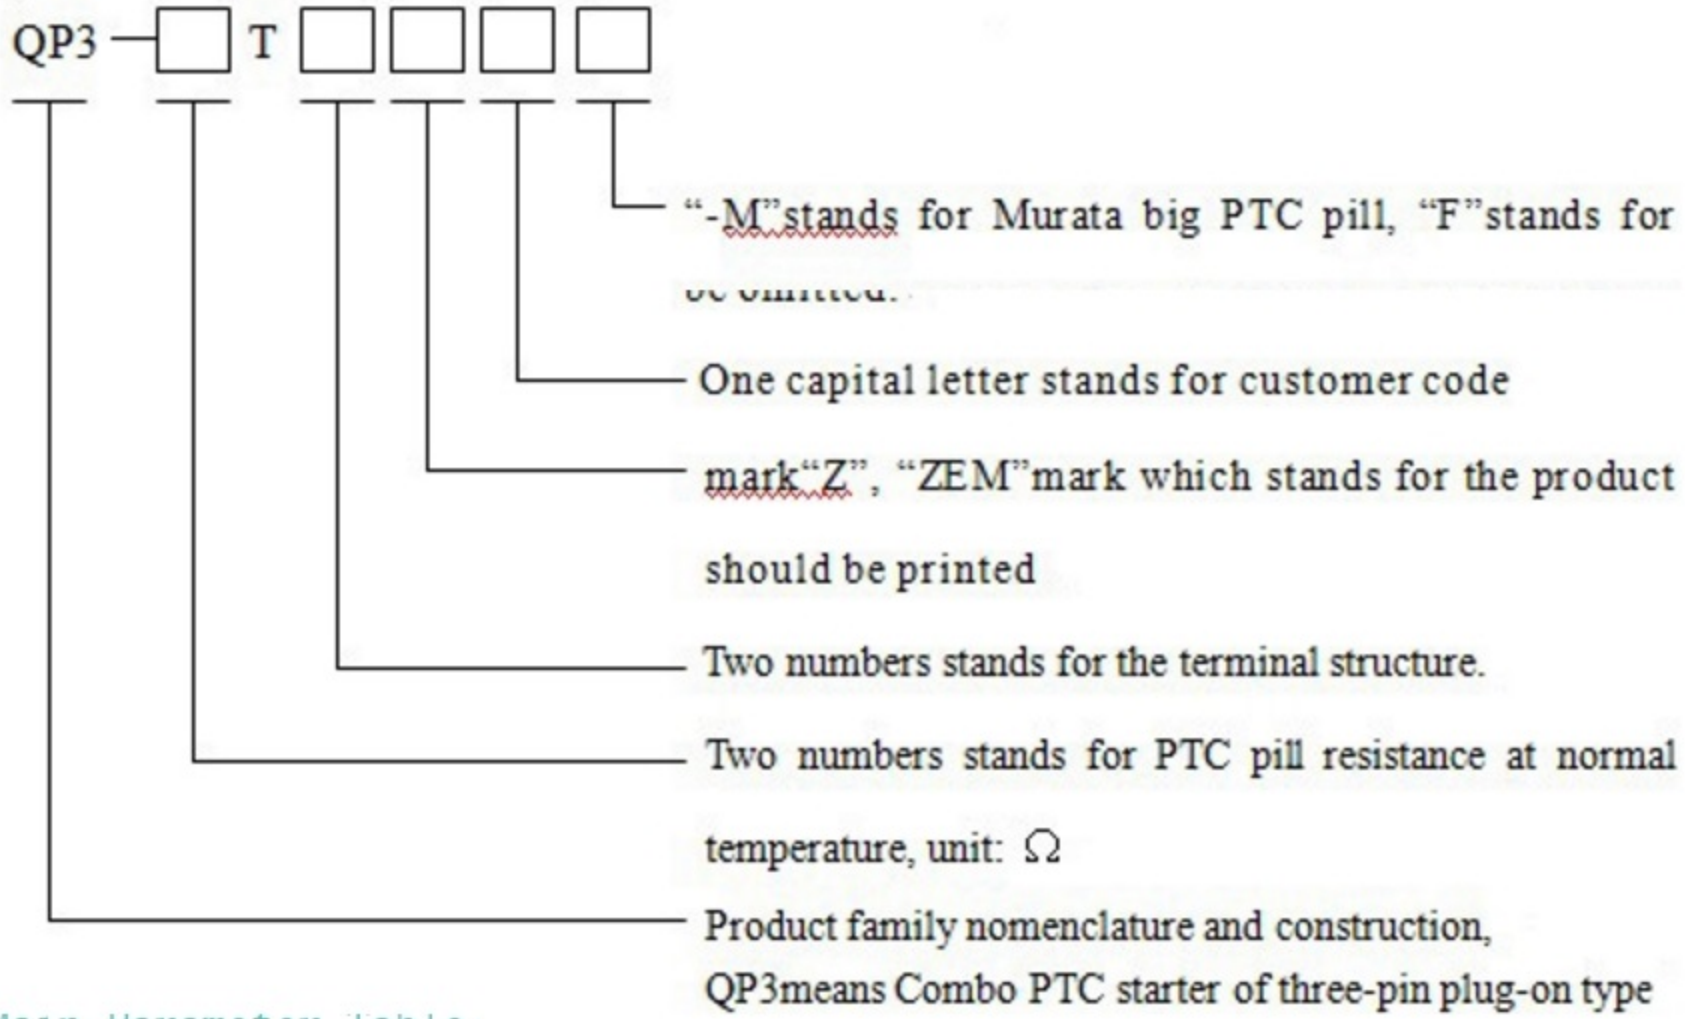 QP3 — T
“-M”stands for Murata big PTC pill, “F”stands for
be omitted.
One capital letter stands for customer code
mark“Z”, “ZEM”mark which stands for the product
should be printed
Two numbers stands for the terminal structure.
Two numbers stands for PTC pill resistance at normal
temperature, unit: Ω
Product family nomenclature and construction,
QP3means Combo PTC starter of three-pin plug-on type